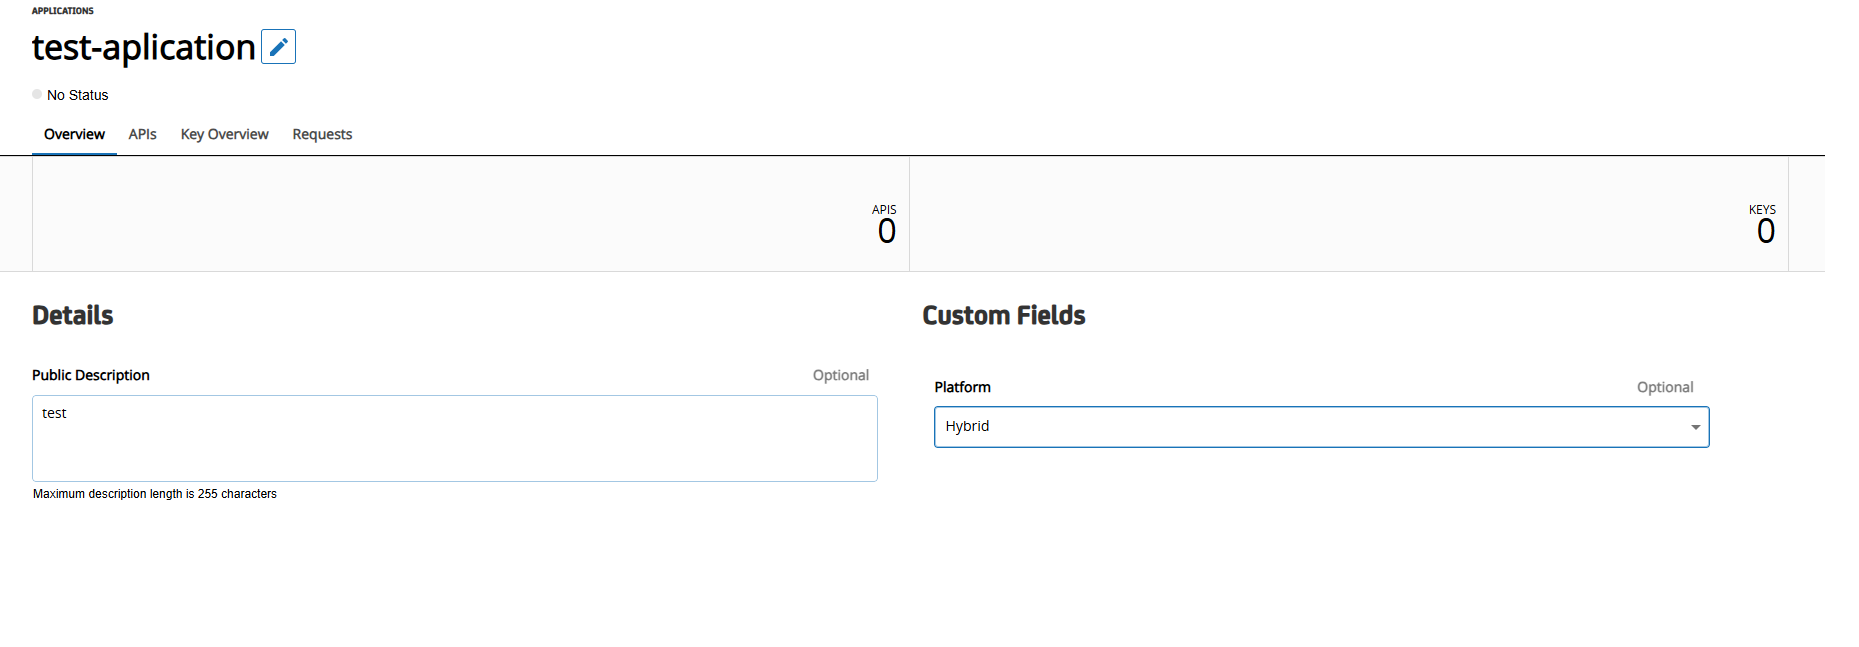 APPLICATIONS
test-aplication
No Status
Overview APIs Key Overview Requests
APIS
0
KEYS
0
Details
Public Description Optional
test
Maximum description length is 255 characters
Custom Fields
Platform Optional
Hybrid